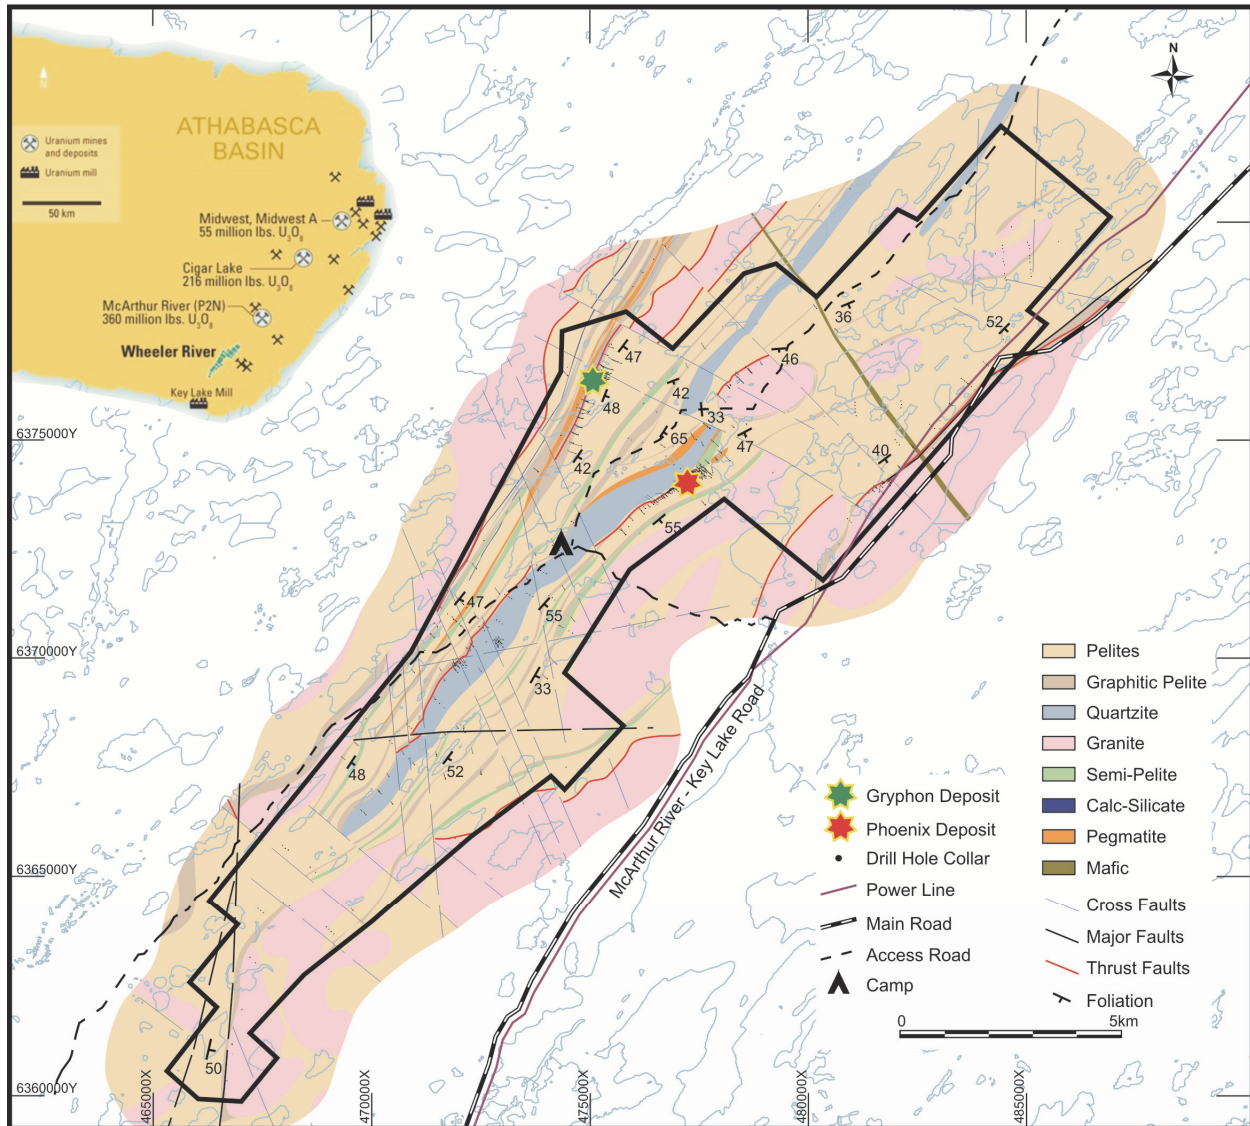 N
N
ATHABASCA
BASIN
Uranium mines
and deposits
Uranium mill
50 km
Midwest, Midwest A
55 million lbs. U3O8
Cigar Lake
216 million lbs. U3O8
McArthur River (P2N)
360 million lbs. U3O8
Wheeler River
Key Lake Mill
36
52
47
46
42
48
33
65
47
42
40
55
47
55
33
48
52
50
6375000Y
6370000Y
6365000Y
6360000Y
465000X
470000X
475000X
480000X
485000X
McArthur River - Key Lake Road
Gryphon Deposit
Phoenix Deposit
Drill Hole Collar
Power Line
Main Road
Access Road
Camp
Pelites
Graphitic Pelite
Quartzite
Granite
Semi-Pelite
Calc-Silicate
Pegmatite
Mafic
Cross Faults
Major Faults
Thrust Faults
Foliation
0 5km